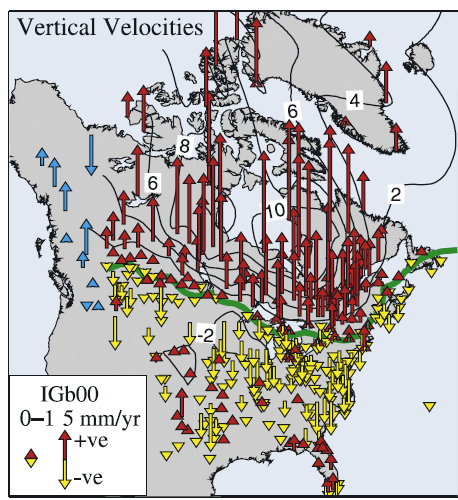 Vertical Velocities
6
4
8
6
10
2
-2
IGb00
0–1 5 mm/yr
+ve
-ve